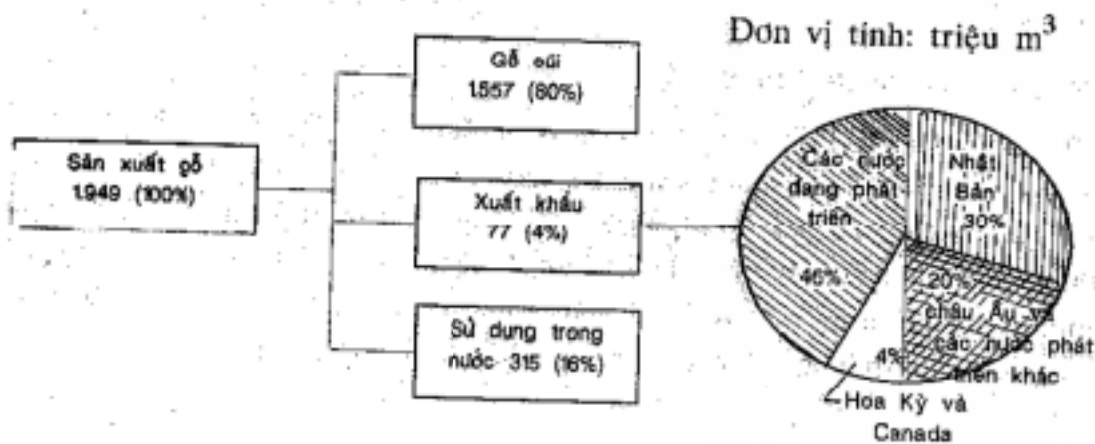 Đơn vị tính: triệu m³
Gỗ củi
1.557 (80%)
Sản xuất gỗ
1.949 (100%)
Xuất khẩu
77 (4%)
Sử dụng trong
nước 315 (16%)
Các nước
đang phát
triển
46%
Nhật
Bản
30%
20%
châu Âu và
các nước phát
triển khác
4%
Hoa Kỳ và
Canada